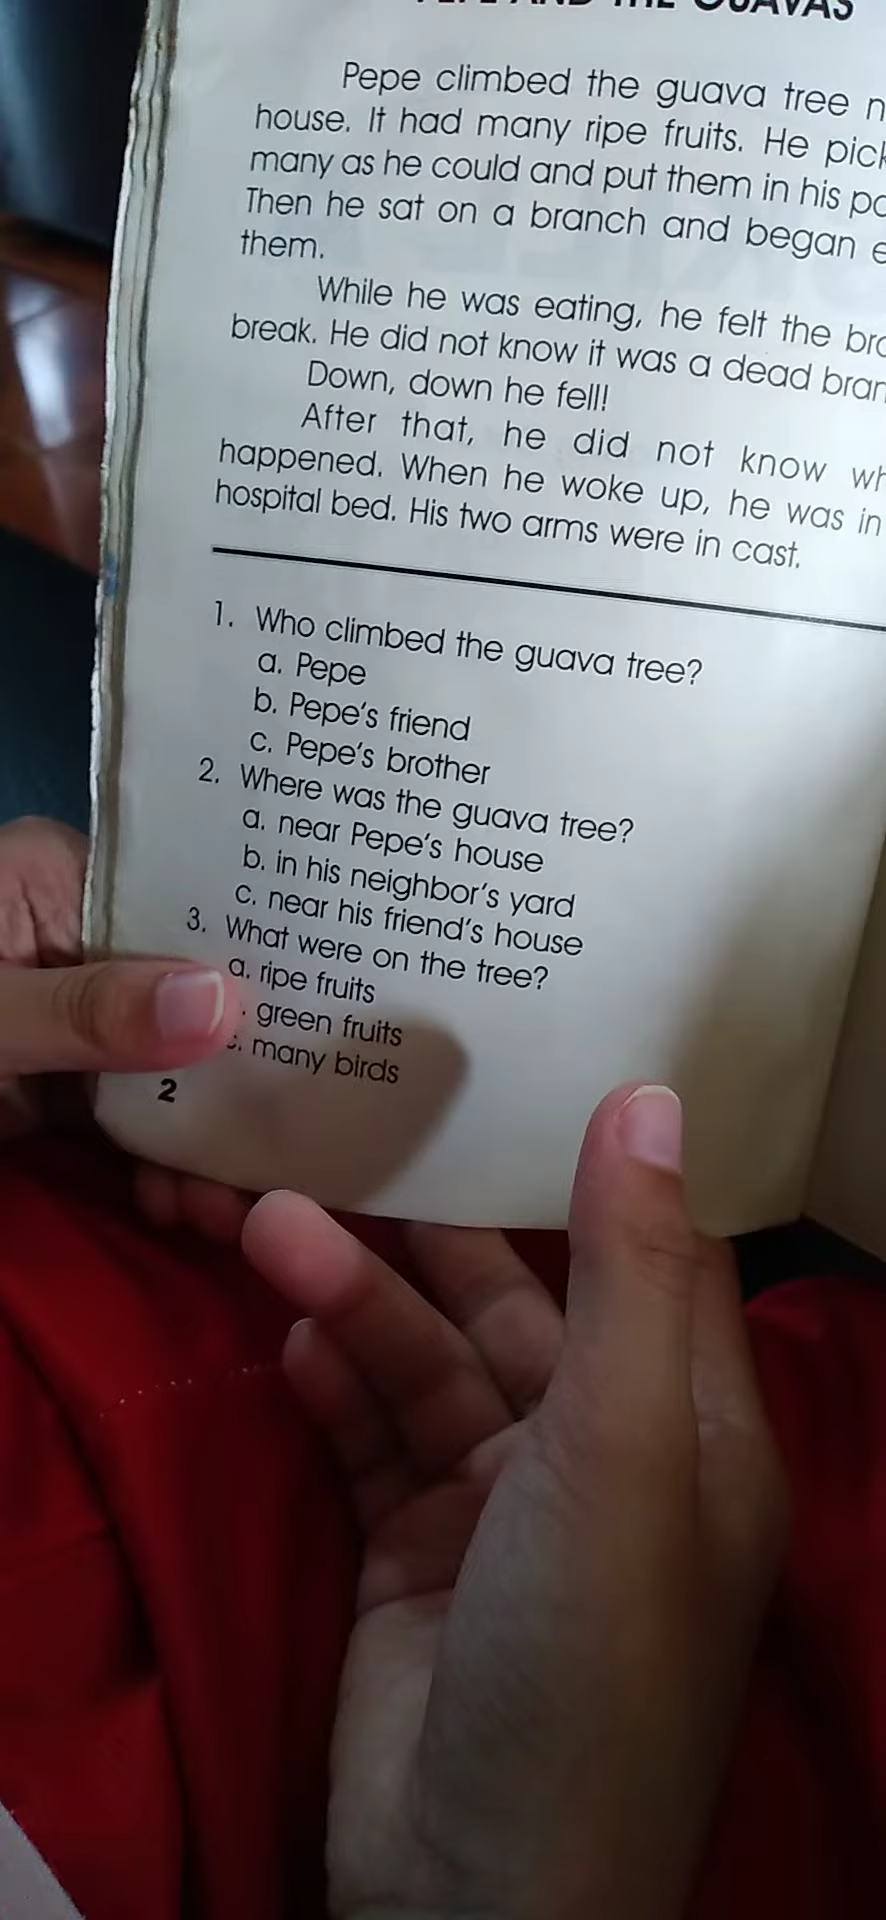 AND THE GUAVAS
Pepe climbed the guava tree
house. It had many ripe fruits. He
many as he could and put them in his
Then he sat on a branch and began
them.
While he was eating, he felt the
break. He did not know it was a dead
Down, down he fell!
After that, he did not know
happened. When he woke up, he was in
hospital bed. His two arms were in cast.
1. Who climbed the guava tree?
a. Pepe
b. Pepe's friend
c. Pepe's brother
2. Where was the guava tree?
a. near Pepe's house
b. in his neighbor's yard
c. near his friend's house
3. What were on the tree?
a. ripe fruits
. green fruits
c. many birds
2